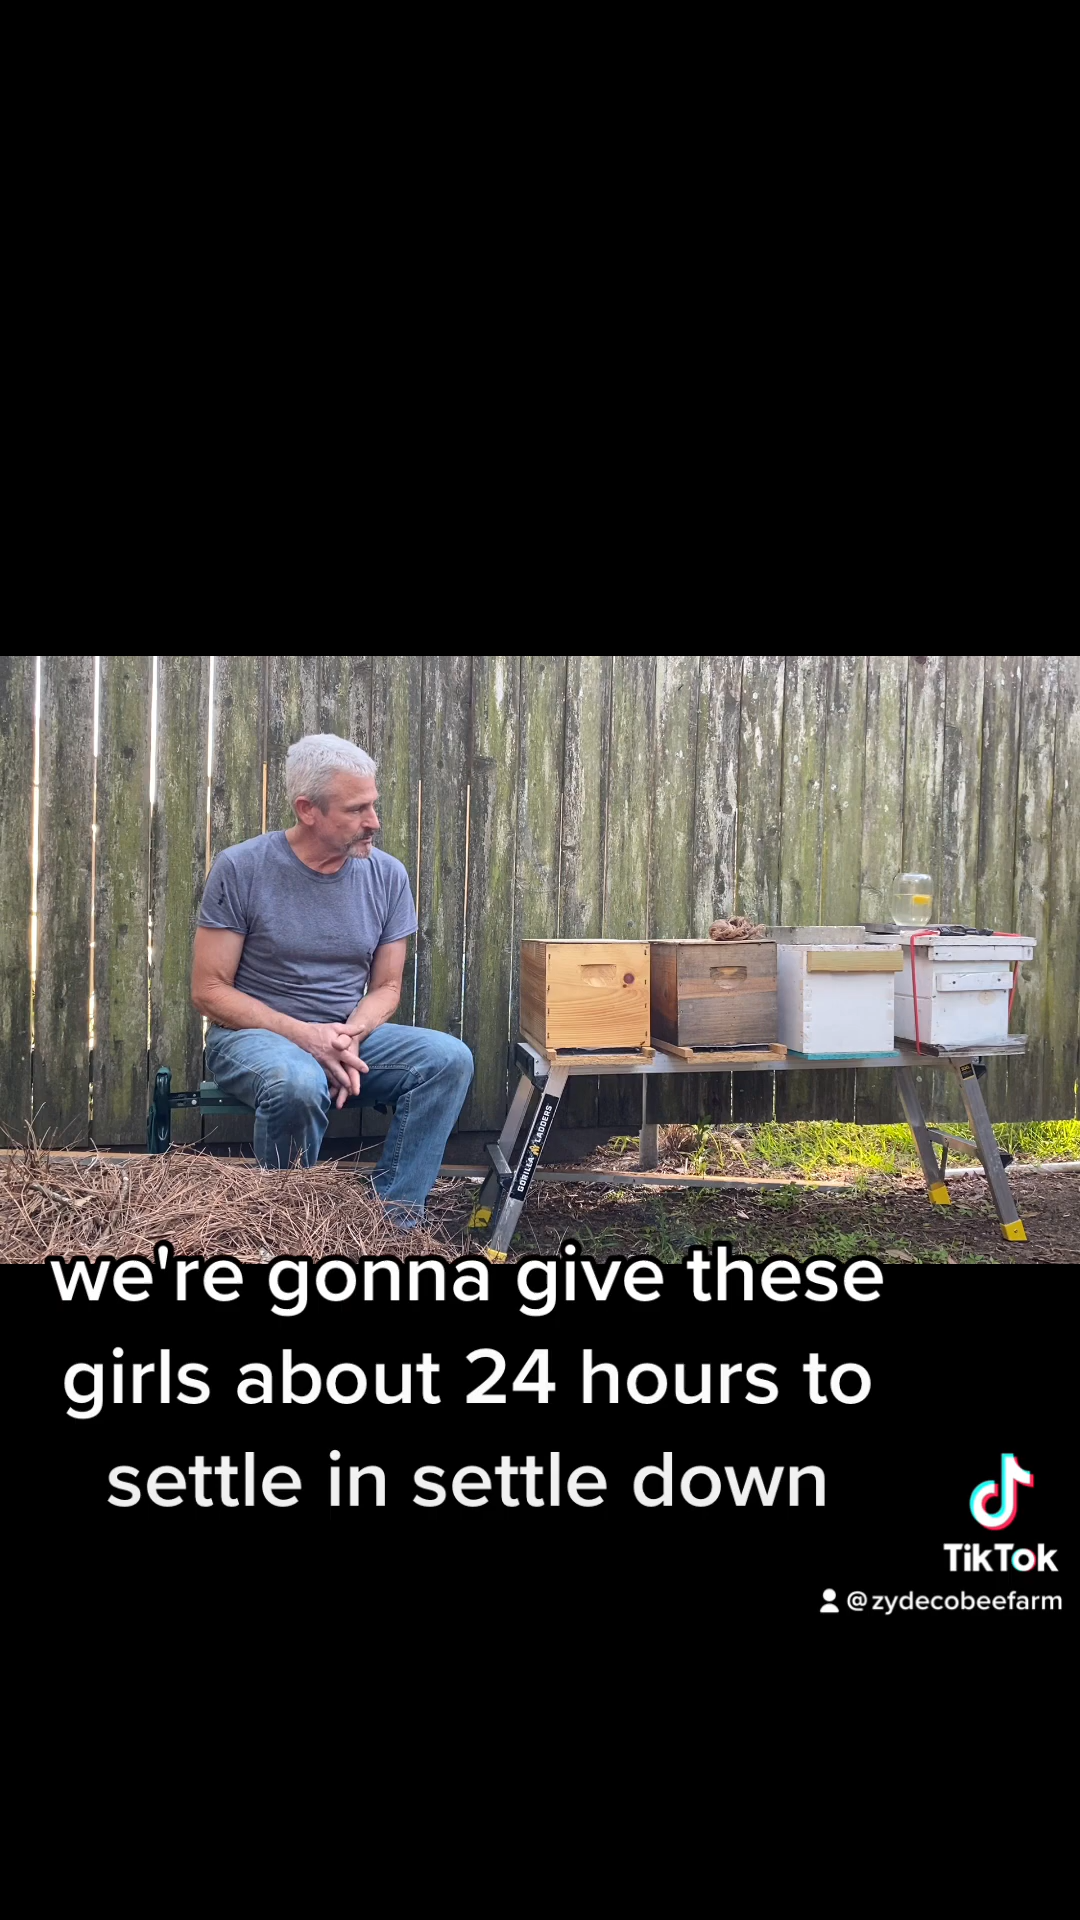 GORILLA LADDERS
we're gonna give these
girls about 24 hours to
settle in settle down
TikTok
@zydecobeefarm